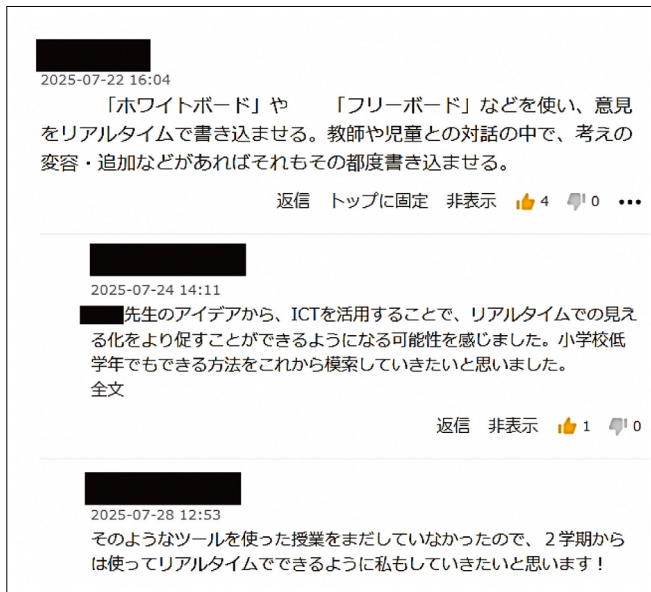 2025-07-22 16:04
「ホワイトボード」や　　「フリーボード」などを使い、意見
をリアルタイムで書き込ませる。教師や児童との対話の中で、考えの
変容・追加などがあればそれもその都度書き込ませる。
返信　トップに固定　非表示　4　0　•••
2025-07-24 14:11
先生のアイデアから、ICTを活用することで、リアルタイムでの見え
る化をより促すことができるようになる可能性を感じました。小学校低
学年でもできる方法をこれから模索していきたいと思いました。
全文
返信　非表示　1　0
2025-07-28 12:53
そのようなツールを使った授業をまだしていなかったので、２学期から
は使ってリアルタイムでできるように私もしていきたいと思います！